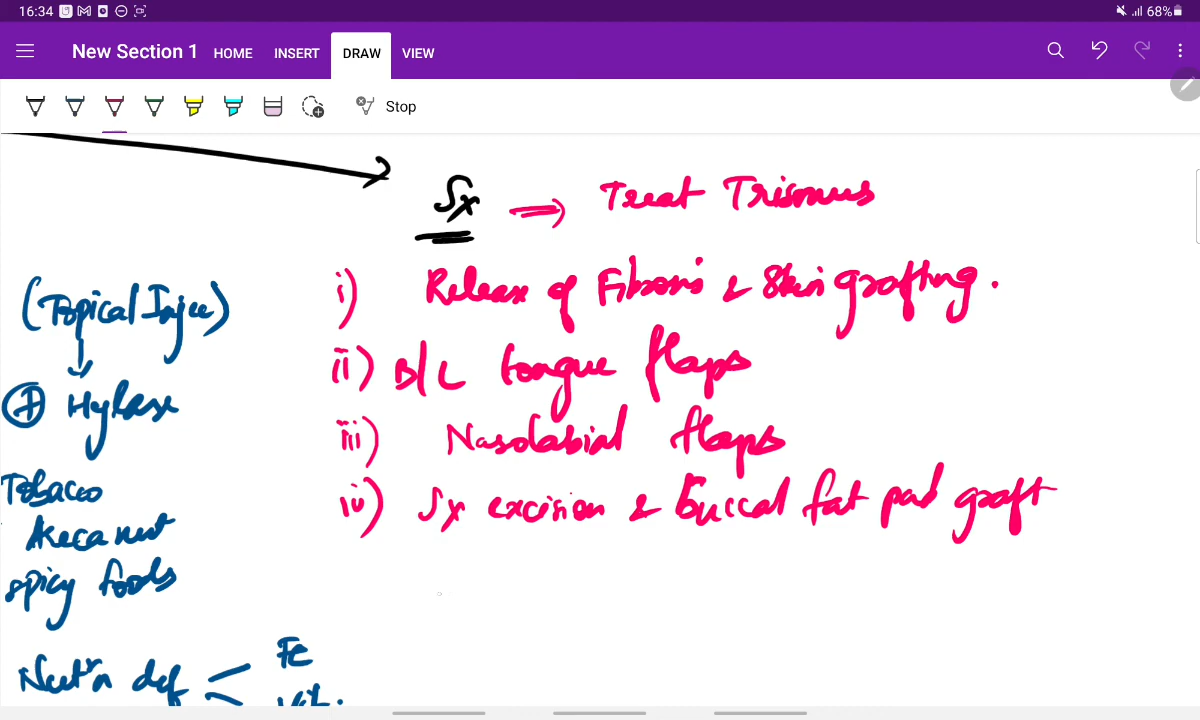 16:34 68%
New Section 1 HOME INSERT DRAW VIEW
Stop
Sx ⇒ Treat Trismus
i) Release of Fibrosis & Skin grafting.
ii) B/L tongue flaps
iii) Nasolabial flaps
iv) Sx excision & Buccal fat pad graft
(Topical Injec)
↓
+ Hylase
Tobacco
Areca nut
spicy foods
Nutrn def < Fe